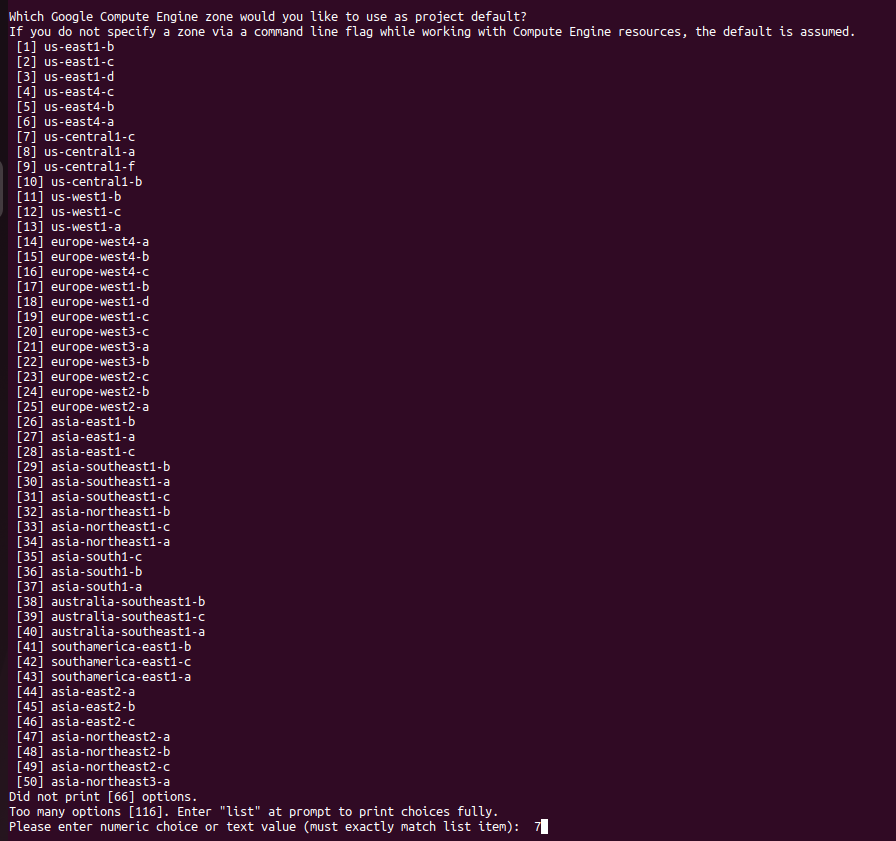 Which Google Compute Engine zone would you like to use as project default?
If you do not specify a zone via a command line flag while working with Compute Engine resources, the default is assumed.
[1] us-east1-b
[2] us-east1-c
[3] us-east1-d
[4] us-east4-c
[5] us-east4-b
[6] us-east4-a
[7] us-central1-c
[8] us-central1-a
[9] us-central1-f
[10] us-central1-b
[11] us-west1-b
[12] us-west1-c
[13] us-west1-a
[14] europe-west4-a
[15] europe-west4-b
[16] europe-west4-c
[17] europe-west1-b
[18] europe-west1-d
[19] europe-west1-c
[20] europe-west3-c
[21] europe-west3-a
[22] europe-west3-b
[23] europe-west2-c
[24] europe-west2-b
[25] europe-west2-a
[26] asia-east1-b
[27] asia-east1-a
[28] asia-east1-c
[29] asia-southeast1-b
[30] asia-southeast1-a
[31] asia-southeast1-c
[32] asia-northeast1-b
[33] asia-northeast1-c
[34] asia-northeast1-a
[35] asia-south1-c
[36] asia-south1-b
[37] asia-south1-a
[38] australia-southeast1-b
[39] australia-southeast1-c
[40] australia-southeast1-a
[41] southamerica-east1-b
[42] southamerica-east1-c
[43] southamerica-east1-a
[44] asia-east2-a
[45] asia-east2-b
[46] asia-east2-c
[47] asia-northeast2-a
[48] asia-northeast2-b
[49] asia-northeast2-c
[50] asia-northeast3-a
Did not print [66] options.
Too many options [116]. Enter "list" at prompt to print choices fully.
Please enter numeric choice or text value (must exactly match list item):  7